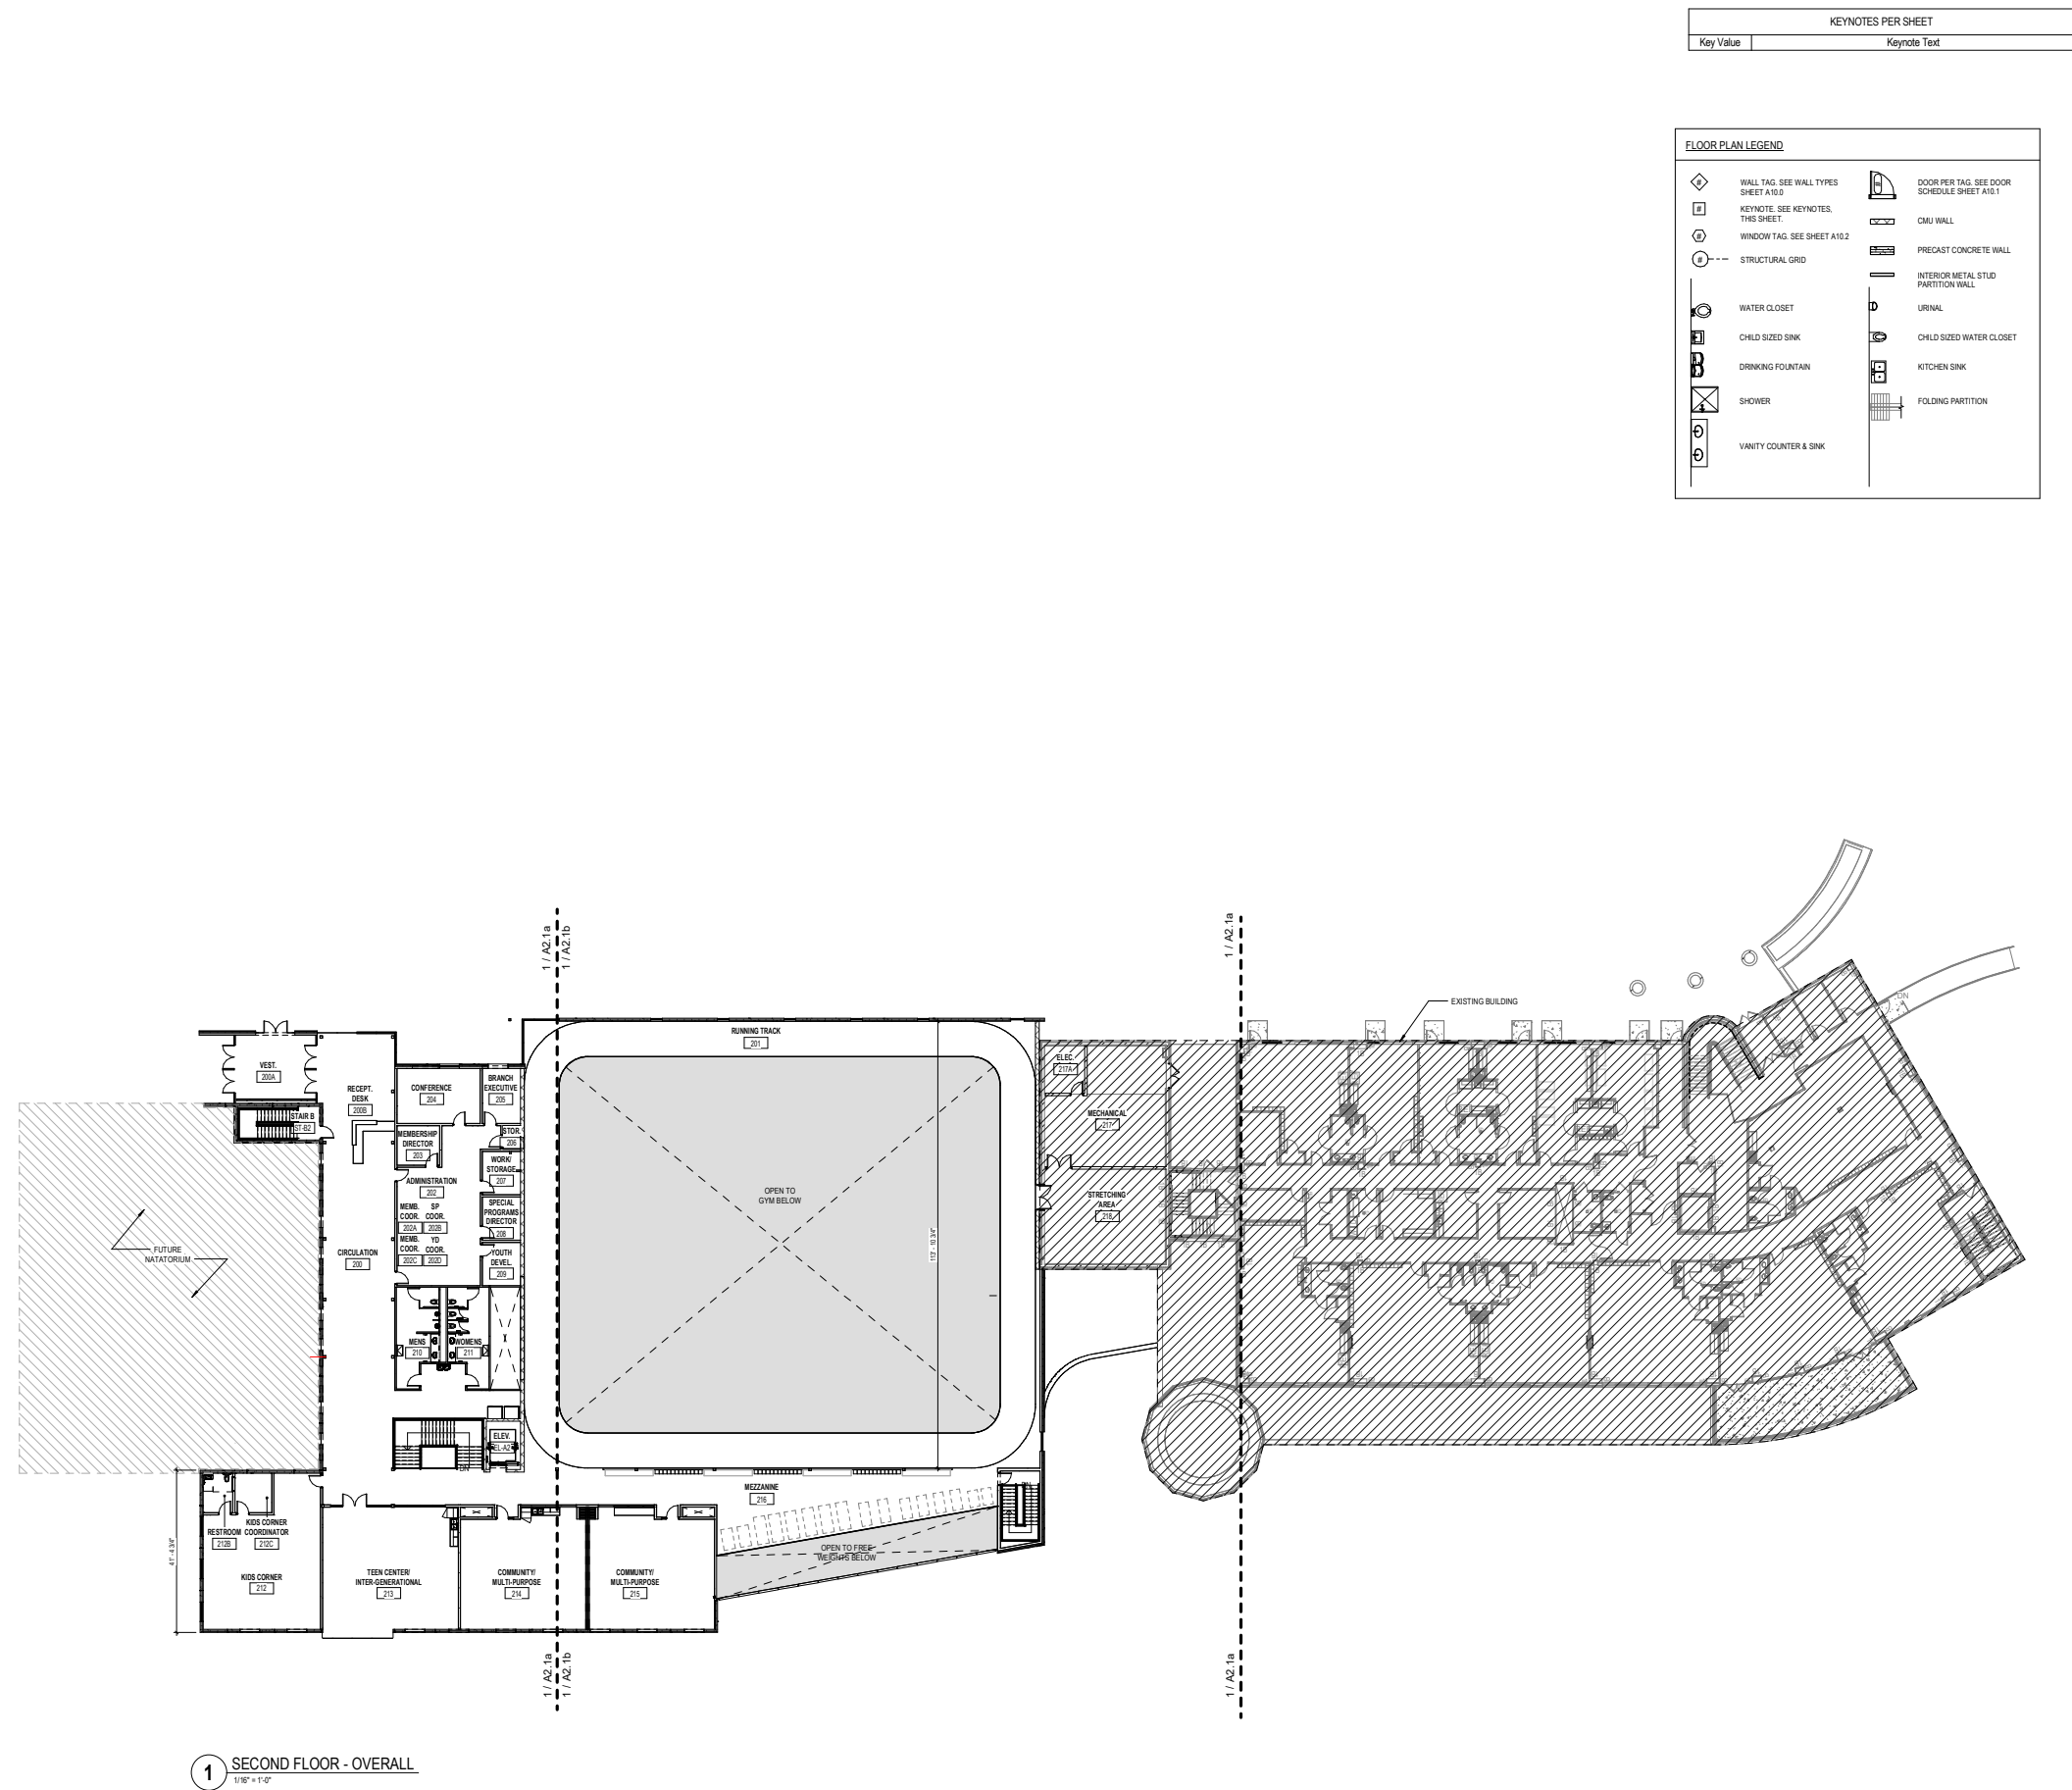 KEYNOTES PER SHEET
Key Value Keynote Text
FLOOR PLAN LEGEND
# WALL TAG. SEE WALL TYPES
SHEET A10.0
# KEYNOTE. SEE KEYNOTES,
THIS SHEET.
# WINDOW TAG. SEE SHEET A10.2
# STRUCTURAL GRID
WATER CLOSET
CHILD SIZED SINK
DRINKING FOUNTAIN
SHOWER
VANITY COUNTER & SINK
DOOR PER TAG. SEE DOOR
SCHEDULE SHEET A10.1
CMU WALL
PRECAST CONCRETE WALL
INTERIOR METAL STUD
PARTITION WALL
URINAL
CHILD SIZED WATER CLOSET
KITCHEN SINK
FOLDING PARTITION
1 / A2.1a
1 / A2.1b
1 / A2.1a
EXISTING BUILDING
DN
RUNNING TRACK
201
VEST.
200A
RECEPT.
DESK
200B
CONFERENCE
204
BRANCH
EXECUTIVE
205
ELEC.
217A
STAIR B
ST-B2
MEMBERSHIP
DIRECTOR
203
STOR.
206
WORK/
STORAGE
207
MECHANICAL
217
ADMINISTRATION
202
MEMB.
COOR.
202A
SP
COOR.
202B
SPECIAL
PROGRAMS
DIRECTOR
208
OPEN TO
GYM BELOW
STRETCHING
AREA
218
MEMB.
COOR.
202C
YD
COOR.
202D
YOUTH
DEVEL.
209
FUTURE
NATATORIUM
CIRCULATION
200
113' - 10 3/4"
MENS
210
WOMENS
211
ELEV.
EL-A2
DN
MEZZANINE
216
RESTROOM
212B
KIDS CORNER
COORDINATOR
212C
41' - 4 3/4"
KIDS CORNER
212
TEEN CENTER/
INTER-GENERATIONAL
213
COMMUNITY/
MULTI-PURPOSE
214
COMMUNITY/
MULTI-PURPOSE
215
OPEN TO FREE
WEIGHTS BELOW
1 / A2.1a
1 / A2.1b
1 / A2.1a
1 SECOND FLOOR - OVERALL
1/16" = 1'-0"